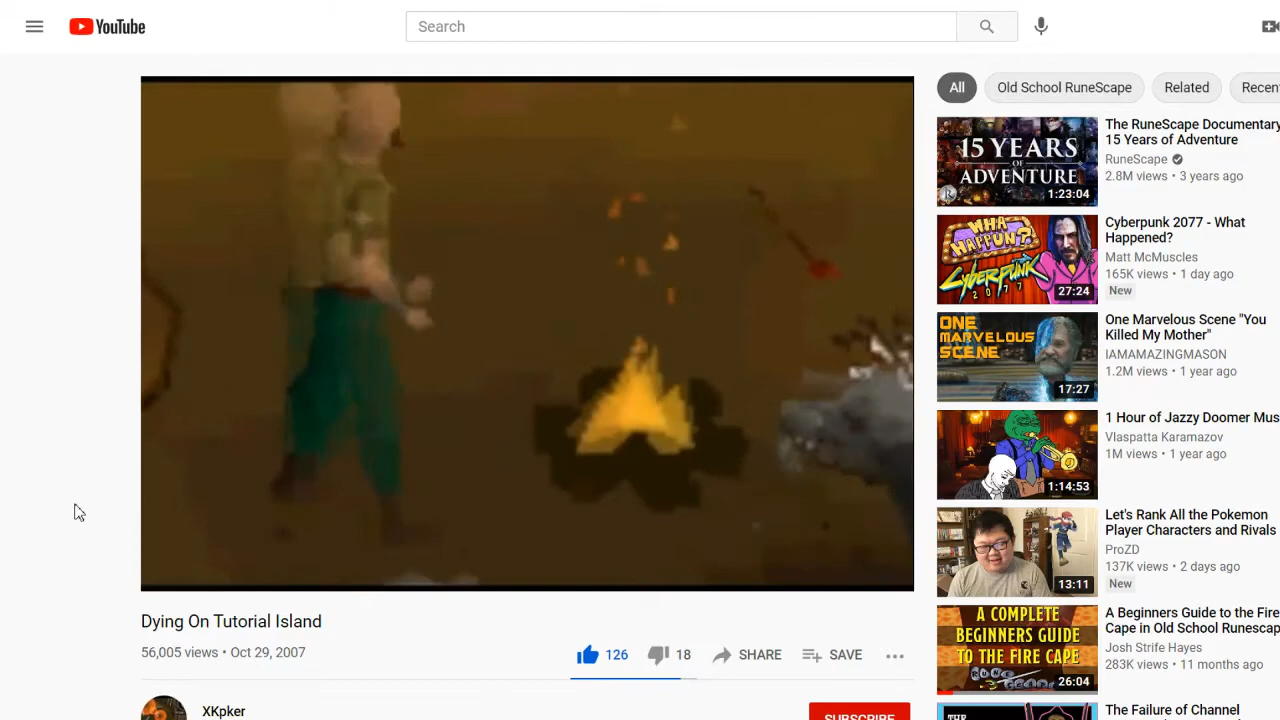 YouTube
Search
All
Old School RuneScape
Related
Recen
15 YEARS
OF
ADVENTURE
1:23:04
The RuneScape Documentary
15 Years of Adventure
RuneScape
2.8M views • 3 years ago
WHA
HAPPUN?
CYBERPUNK
2077
27:24
Cyberpunk 2077 - What
Happened?
Matt McMuscles
165K views • 1 day ago
New
ONE
MARVELOUS
SCENE
17:27
One Marvelous Scene "You
Killed My Mother"
IAMAMAZINGMASON
1.2M views • 1 year ago
1:14:53
1 Hour of Jazzy Doomer Mus
Vlaspatta Karamazov
1M views • 1 year ago
13:11
Let's Rank All the Pokemon
Player Characters and Rivals
ProZD
137K views • 2 days ago
New
A COMPLETE
BEGINNERS GUIDE
TO THE FIRE CAPE
26:04
A Beginners Guide to the Fire
Cape in Old School Runescap
Josh Strife Hayes
283K views • 11 months ago
THE
The Failure of Channel
Dying On Tutorial Island
56,005 views • Oct 29, 2007
126
18
SHARE
SAVE
XKpker
SUBSCRIBE